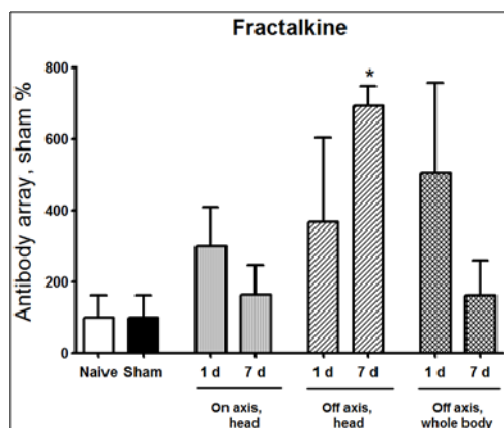 Fractalkine
Antibody array, sham %
800
600
400
200
0
*
Naive Sham 1 d 7 d 1 d 7 d 1 d 7 d
On axis, head
Off axis, head
Off axis, whole body